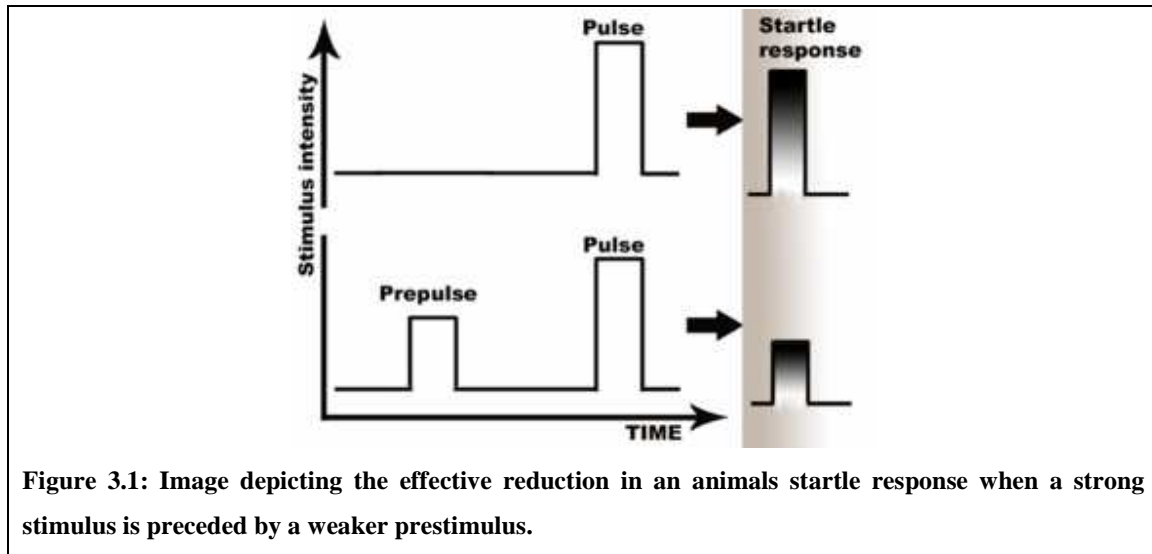 Pulse
Startle
response
Stimulus intensity
Pulse
Prepulse
TIME
Figure 3.1: Image depicting the effective reduction in an animals startle response when a strong
stimulus is preceded by a weaker prestimulus.